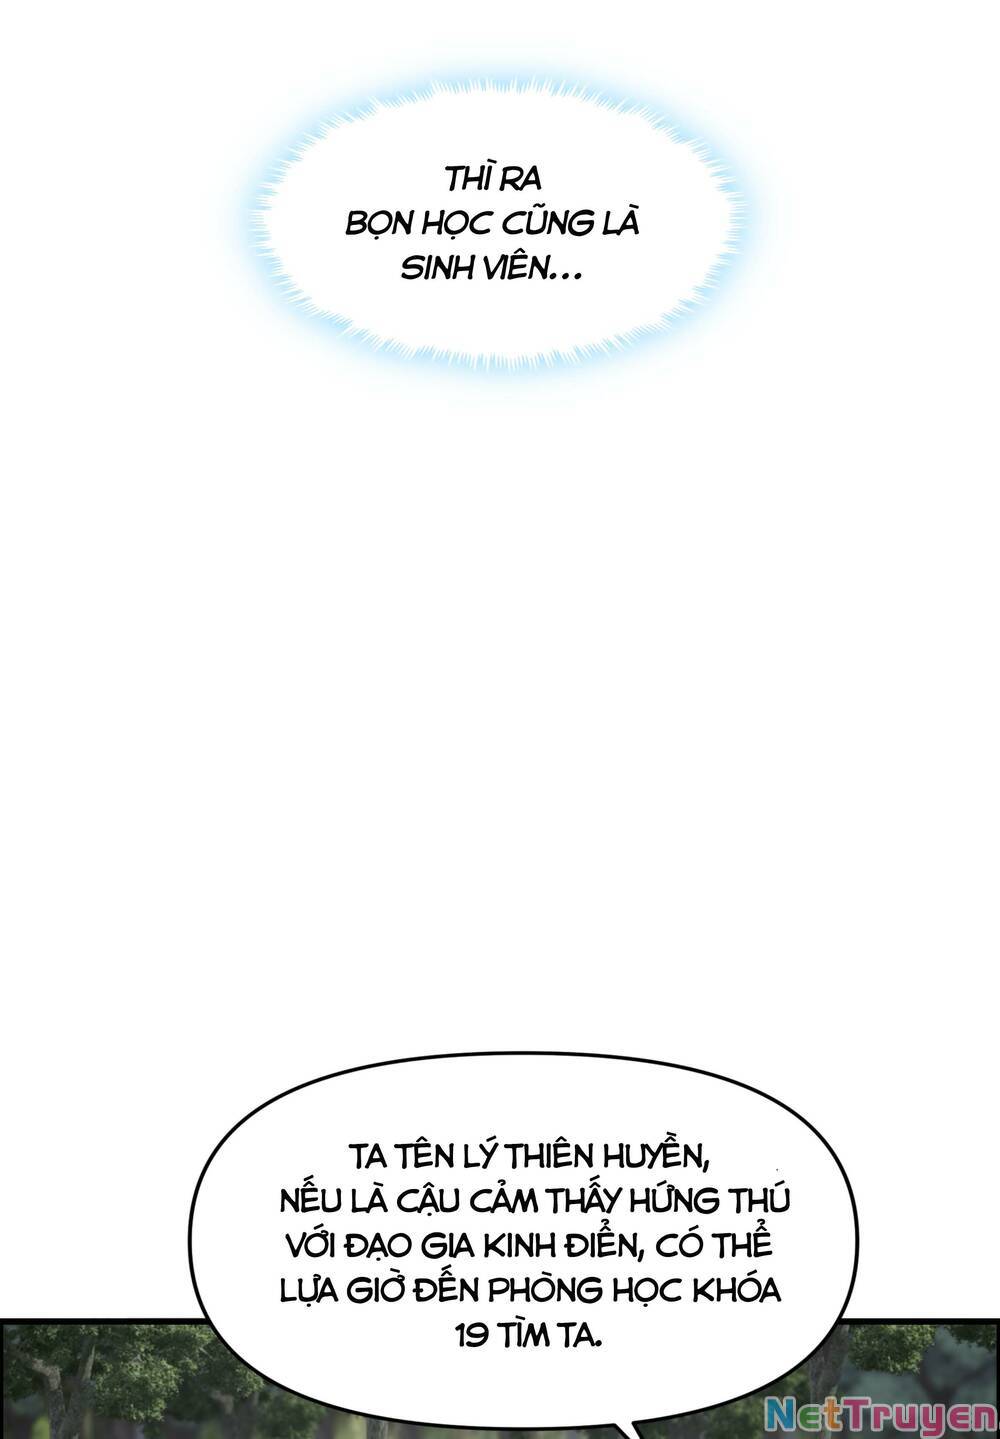 THÌ RA
BỌN HỌC CŨNG LÀ
SINH VIÊN...
TA TÊN LÝ THIÊN HUYỀN,
NẾU LÀ CẬU CẢM THẤY HỨNG THÚ
VỚI ĐẠO GIA KINH ĐIỂN, CÓ THỂ
LỰA GIỜ ĐẾN PHÒNG HỌC KHÓA
19 TÌM TA.
NetTruyen